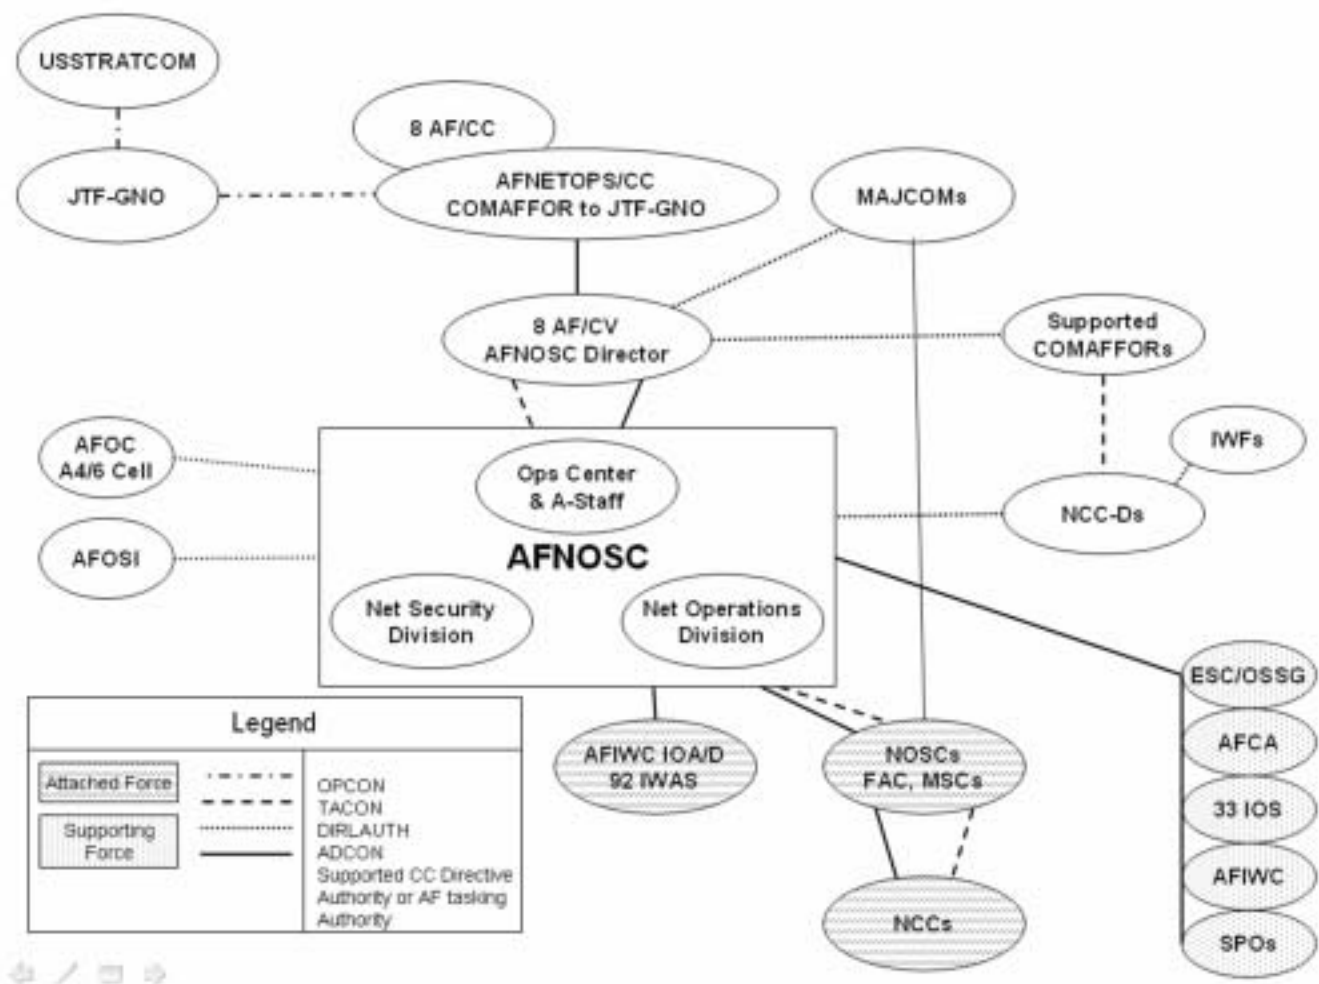 USSTRATCOM
8 AF/CC
JTF-GNO
AFNETOPS/CC
COMAFFOR to JTF-GNO
MAJCOMs
8 AF/CV
AFNOSC Director
Supported
COMAFFORs
AFOC
A4/6 Cell
Ops Center
& A-Staff
IWFs
NCC-Ds
AFOSI
AFNOSC
Net Security
Division
Net Operations
Division
ESC/OSSG
AFCA
33 IOS
AFIWC
SPOs
AFIWC IOA/D
92 IWAS
NOSCs
FAC, MSCs
NCCs
Legend
Attached Force
Supporting
Force
OPCON
TACON
DIRLAUTH
ADCON
Supported CC Directive
Authority or AF tasking
Authority